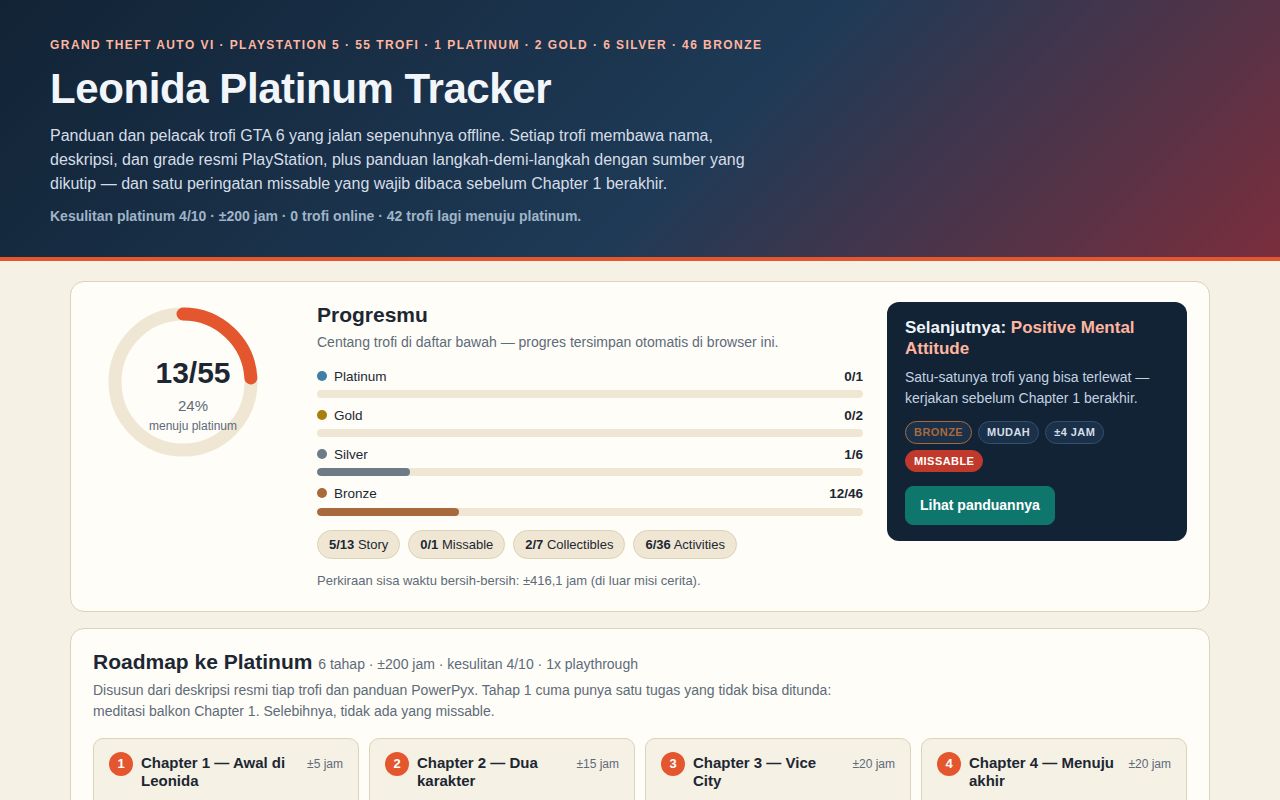 GRAND THEFT AUTO VI · PLAYSTATION 5 · 55 TROFI · 1 PLATINUM · 2 GOLD · 6 SILVER · 46 BRONZE
Leonida Platinum Tracker
Panduan dan pelacak trofi GTA 6 yang jalan sepenuhnya offline. Setiap trofi membawa nama,
deskripsi, dan grade resmi PlayStation, plus panduan langkah-demi-langkah dengan sumber yang
dikutip — dan satu peringatan missable yang wajib dibaca sebelum Chapter 1 berakhir.
Kesulitan platinum 4/10 · ±200 jam · 0 trofi online · 42 trofi lagi menuju platinum.
13/55
24%
menuju platinum
Progresmu
Centang trofi di daftar bawah — progres tersimpan otomatis di browser ini.
Platinum 0/1
Gold 0/2
Silver 1/6
Bronze 12/46
5/13 Story 0/1 Missable 2/7 Collectibles 6/36 Activities
Perkiraan sisa waktu bersih-bersih: ±416,1 jam (di luar misi cerita).
Selanjutnya: Positive Mental
Attitude
Satu-satunya trofi yang bisa terlewat —
kerjakan sebelum Chapter 1 berakhir.
BRONZE MUDAH ±4 JAM
MISSABLE
Lihat panduannya
Roadmap ke Platinum 6 tahap · ±200 jam · kesulitan 4/10 · 1x playthrough
Disusun dari deskripsi resmi tiap trofi dan panduan PowerPyx. Tahap 1 cuma punya satu tugas yang tidak bisa ditunda:
meditasi balkon Chapter 1. Selebihnya, tidak ada yang missable.
1 Chapter 1 — Awal di
Leonida
±5 jam
2 Chapter 2 — Dua
karakter
±15 jam
3 Chapter 3 — Vice
City
±20 jam
4 Chapter 4 — Menuju
akhir
±20 jam